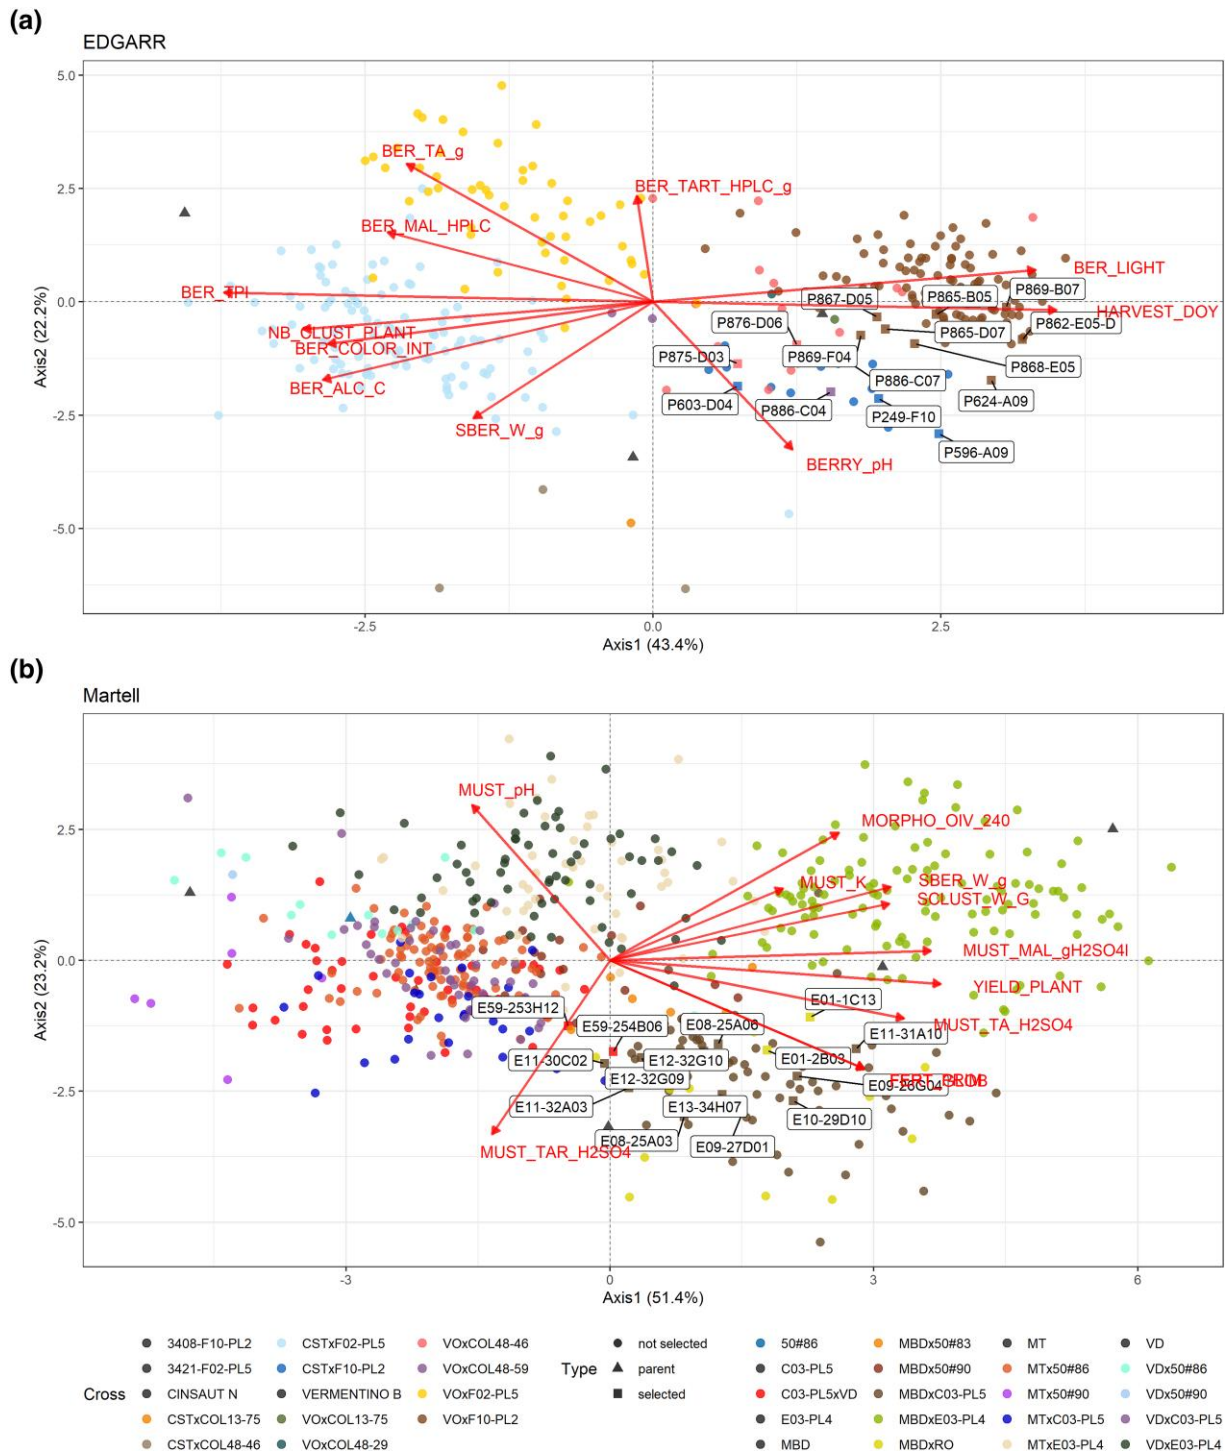 (a)
EDGARR
5.0
2.5
0.0
-2.5
-5.0
Axis2 (22.2%)
BER_TA_g
BER_TART_HPLC_g
BER_MAL_HPLC
BER_LIGHT
BER_TPI
HARVEST_DOY
NB_CLUST_PLANT
BER_COLOR_INT
BER_ALC_C
SBER_W_g
BERRY_pH
P867-D05
P865-B05
P869-B07
P876-D06
P865-D07
P862-E05-D
P875-D03
P869-F04
P868-E05
P886-C07
P603-D04
P886-C04
P249-F10
P624-A09
P596-A09
-2.5
0.0
2.5
Axis1 (43.4%)
(b)
Martell
2.5
0.0
-2.5
-5.0
Axis2 (23.2%)
MUST_pH
MORPHO_OIV_240
MUST_K
SBER_W_g
SCLUST_W_G
MUST_MAL_gH2SO4l
YIELD_PLANT
MUST_TA_H2SO4
MUST_TAR_H2SO4
E59-253H12
E59-254B06
E08-25A06
E01-1C13
E11-31A10
E11-30C02
E12-32G10
E01-2B03
E12-32G09
E09-26G04
E11-32A03
E13-34H07
E10-29D10
E08-25A03
E09-27D01
-3
0
3
6
Axis1 (51.4%)
Cross
3408-F10-PL2
3421-F02-PL5
CINSAUT N
CSTxCOL13-75
CSTxCOL48-46
CSTxF02-PL5
CSTxF10-PL2
VERMENTINO B
VOxCOL13-75
VOxCOL48-29
VOxCOL48-46
VOxCOL48-59
VOxF02-PL5
VOxF10-PL2
Type
not selected
parent
selected
50#86
C03-PL5
C03-PL5xVD
E03-PL4
MBD
MBDx50#83
MBDx50#90
MBDxC03-PL5
MBDxE03-PL4
MBDxRO
MT
MTx50#86
MTx50#90
MTxC03-PL5
MTxE03-PL4
VD
VDx50#86
VDx50#90
VDxC03-PL5
VDxE03-PL4